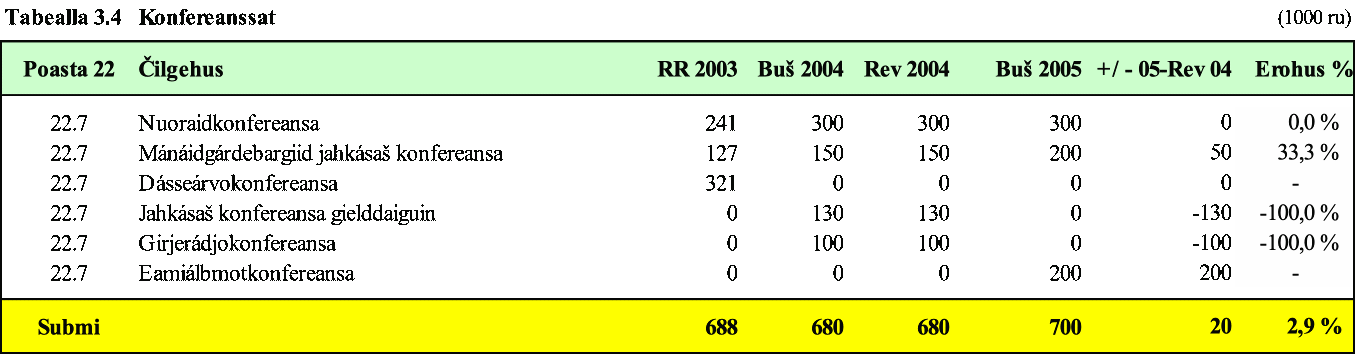 Tabealla 3.4 Konfereanssat (1000 ru)
Poasta 22 Čilgehus RR 2003 Buš 2004 Rev 2004 Buš 2005 +/ - 05-Rev 04 Erohus %
22.7 Nuoraidkonfereansa 241 300 300 300 0 0,0 %
22.7 Mánáidgárdebargiid jahkásaš konfereansa 127 150 150 200 50 33,3 %
22.7 Dásseárvokonfereansa 321 0 0 0 0 -
22.7 Jahkásaš konfereansa gielddaiguin 0 130 130 0 -130 -100,0 %
22.7 Girjerádjokonfereansa 0 100 100 0 -100 -100,0 %
22.7 Eamiálbmotkonfereansa 0 0 0 200 200 -
Submi 688 680 680 700 20 2,9 %